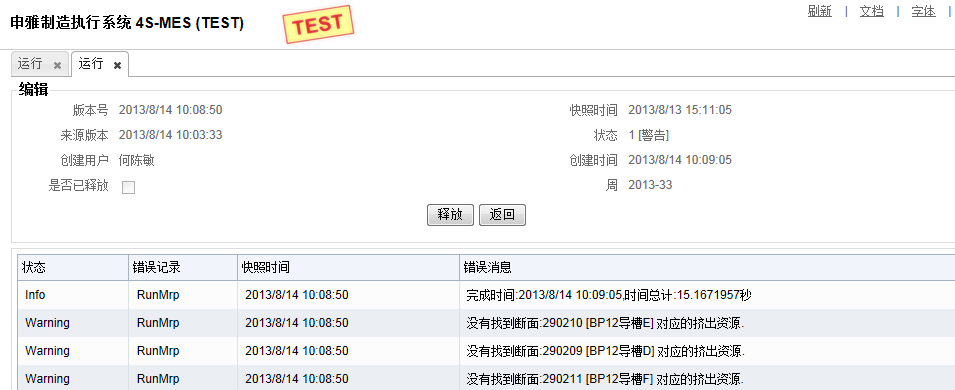 申雅制造执行系统 4S-MES (TEST)
TEST
刷新 | 文档 | 字体 |
运行 × 运行 ×
编辑
版本号 2013/8/14 10:08:50 快照时间 2013/8/13 15:11:05
来源版本 2013/8/14 10:03:33 状态 1 [警告]
创建用户 何陈敏 创建时间 2013/8/14 10:09:05
是否已释放 周 2013-33
释放 返回
状态 错误记录 快照时间 错误消息
Info RunMrp 2013/8/14 10:08:50 完成时间:2013/8/14 10:09:05,时间总计:15.1671957秒
Warning RunMrp 2013/8/14 10:08:50 没有找到断面:290210 [BP12导槽E] 对应的挤出资源.
Warning RunMrp 2013/8/14 10:08:50 没有找到断面:290209 [BP12导槽D] 对应的挤出资源.
Warning RunMrp 2013/8/14 10:08:50 没有找到断面:290211 [BP12导槽F] 对应的挤出资源.